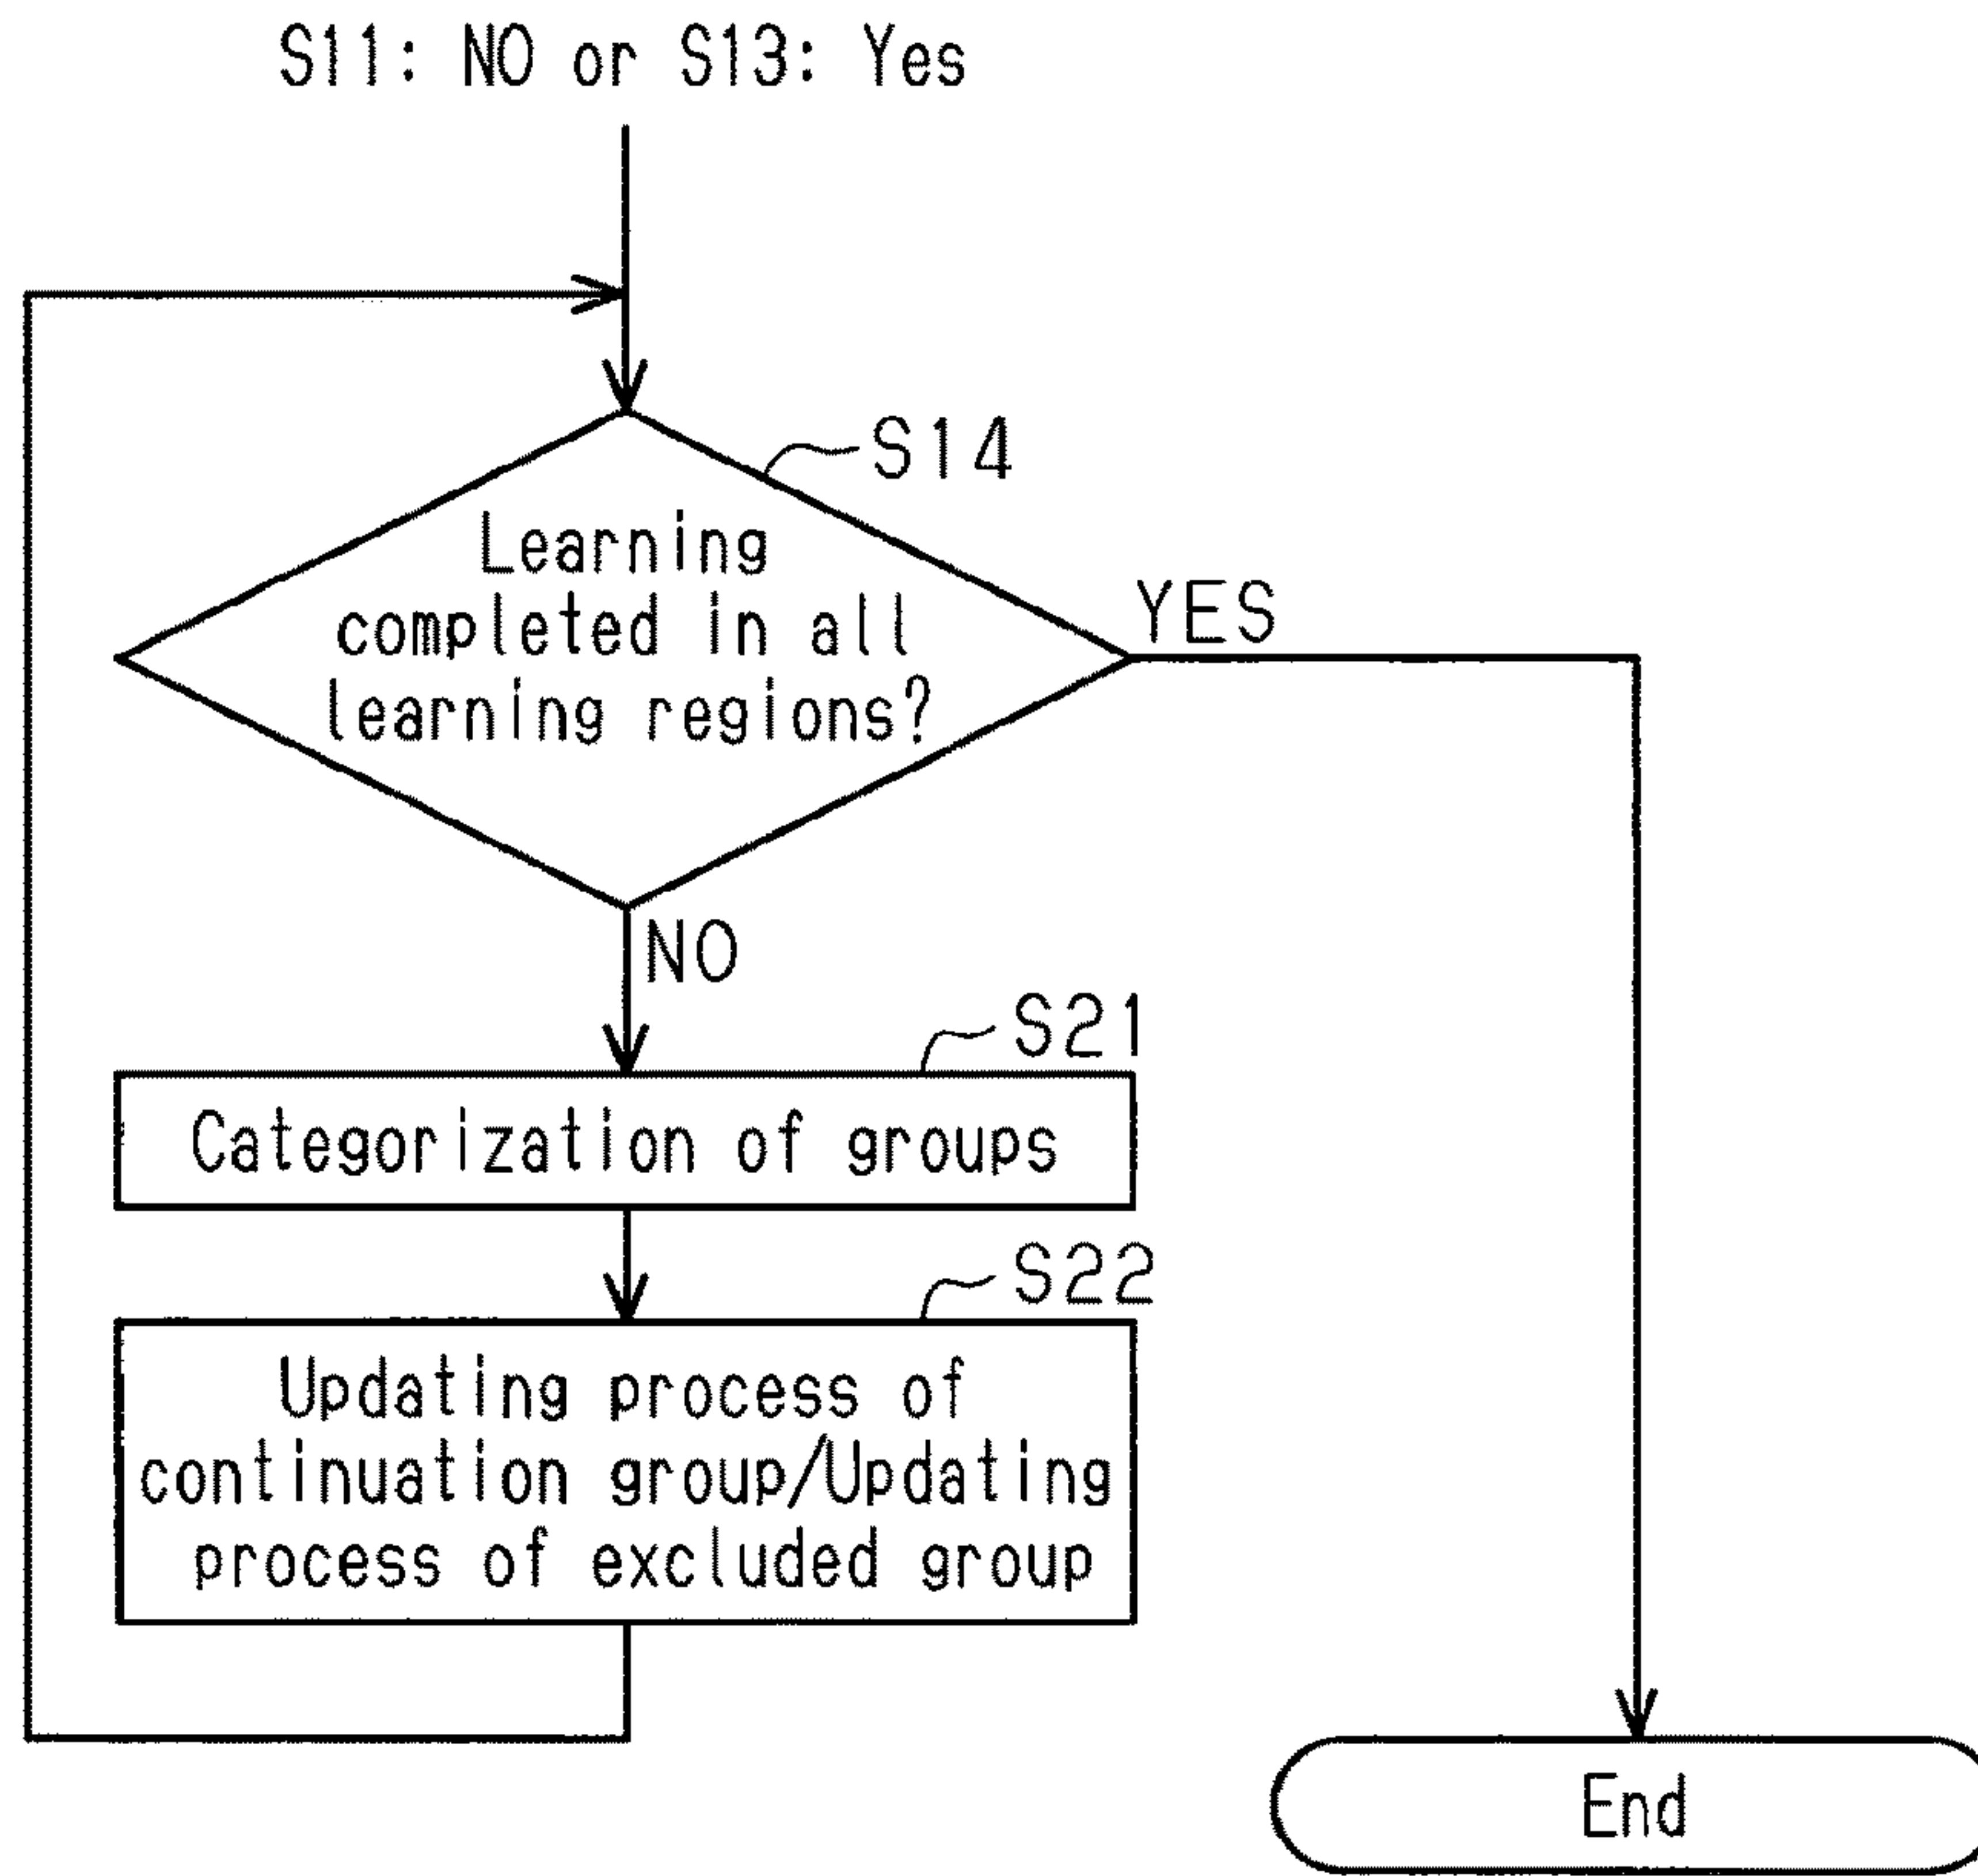 S11: NO or S13: Yes
S14
Learning
completed in all
learning regions?
YES
NO
S21
Categorization of groups
S22
Updating process of
continuation group/Updating
process of excluded group
End